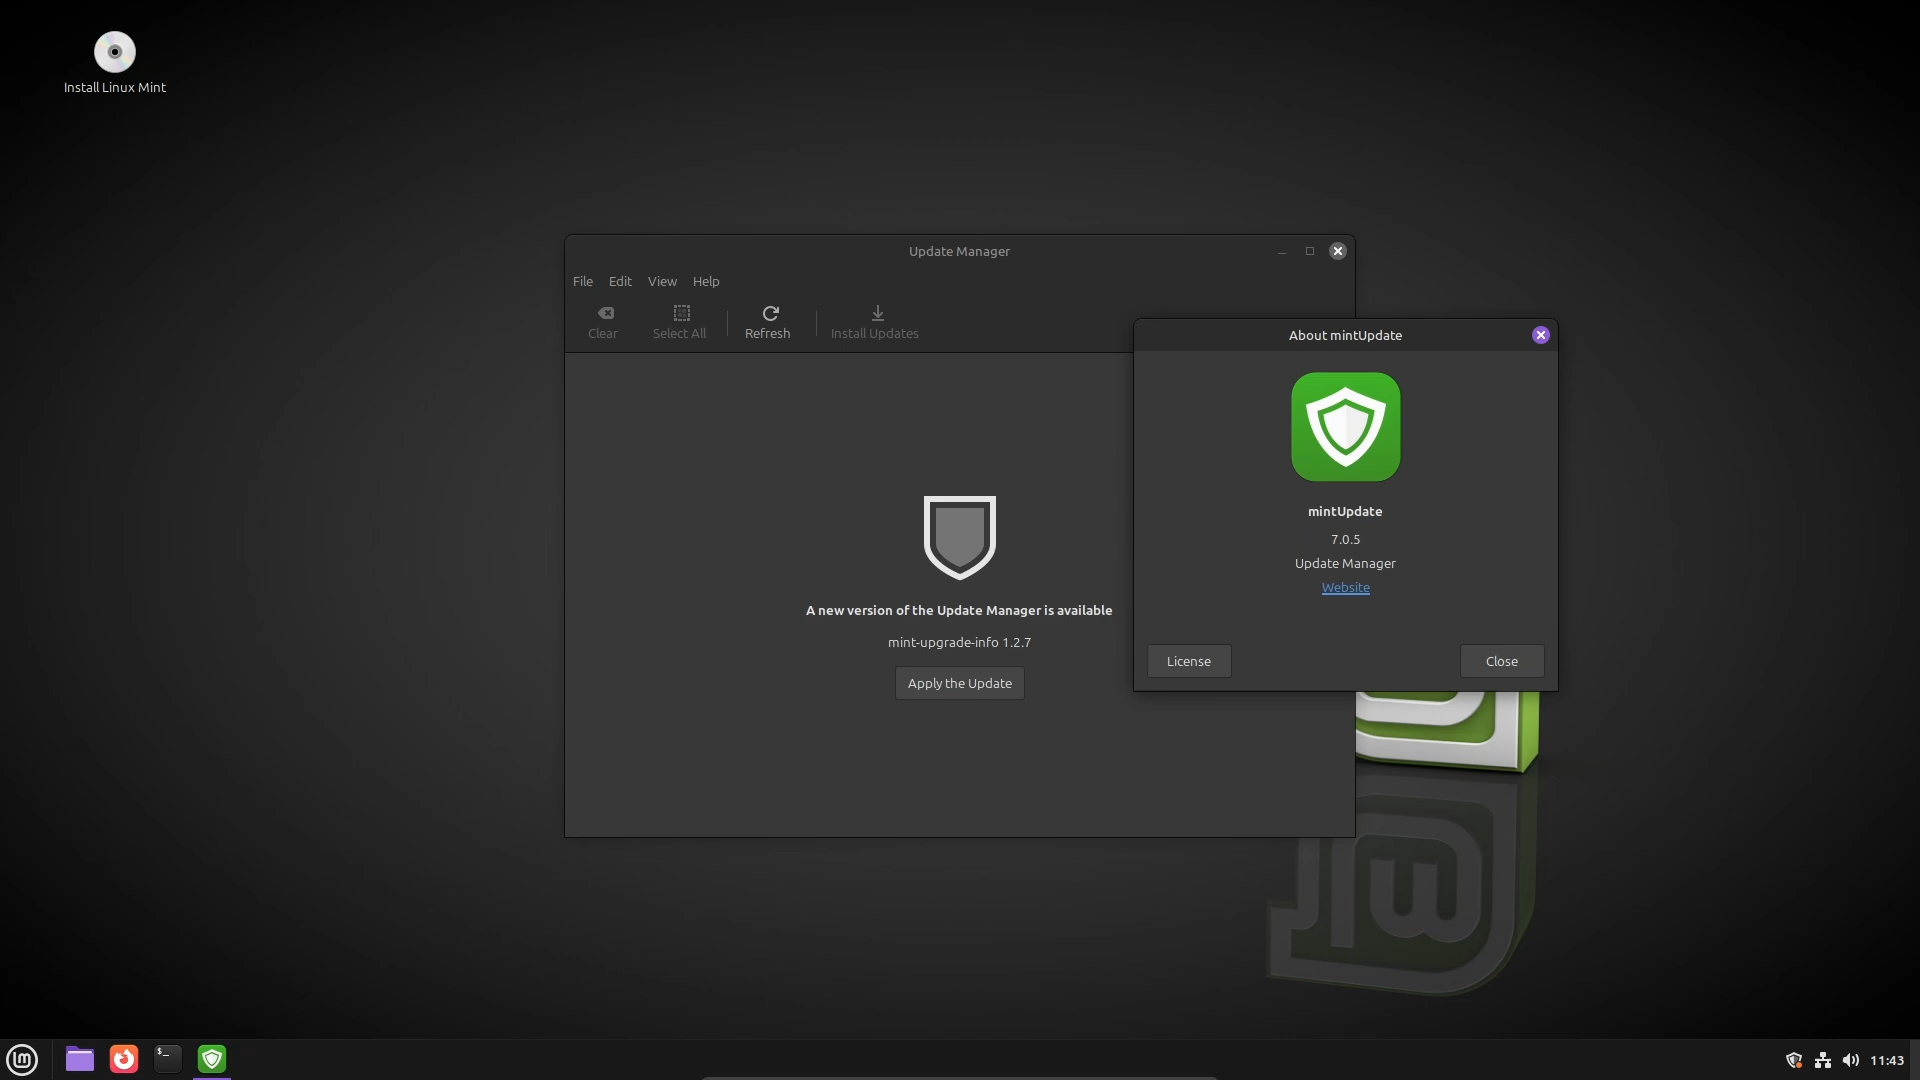 Install Linux Mint
Update Manager
File Edit View Help
Clear Select All Refresh Install Updates
A new version of the Update Manager is available
mint-upgrade-info 1.2.7
Apply the Update
About mintUpdate
mintUpdate
7.0.5
Update Manager
Website
License Close
$_
11:43